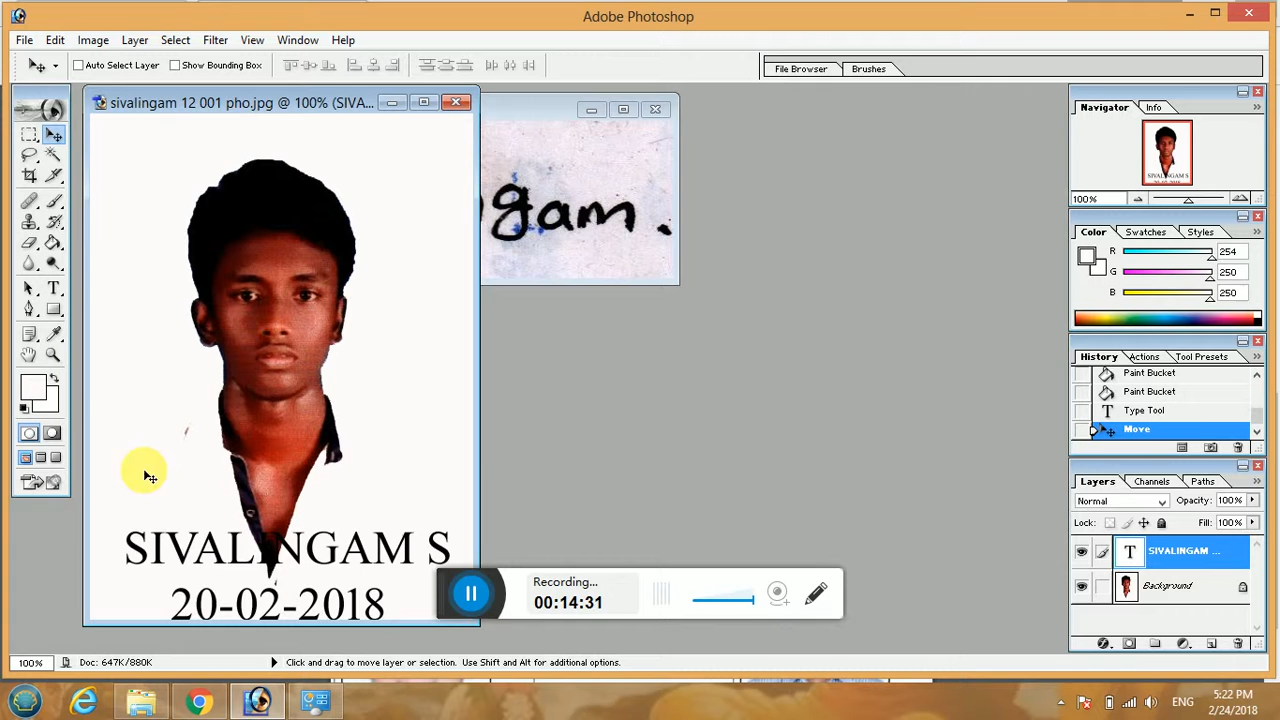 Adobe Photoshop
File Edit Image Layer Select Filter View Window Help
Auto Select Layer Show Bounding Box File Browser Brushes
sivalingam 12 001 pho.jpg @ 100% (SIVA...
gam.
SIVALINGAM S
20-02-2018
Navigator Info
SIVALINGAM S
100%
Color Swatches Styles
R 254
G 250
B 250
History Actions Tool Presets
Paint Bucket
Paint Bucket
Type Tool
Move
Layers Channels Paths
Normal Opacity: 100%
Lock: Fill: 100%
SIVALINGAM ...
Background
Recording...
00:14:31
100% Doc: 647K/880K Click and drag to move layer or selection. Use Shift and Alt for additional options.
ENG
5:22 PM
2/24/2018